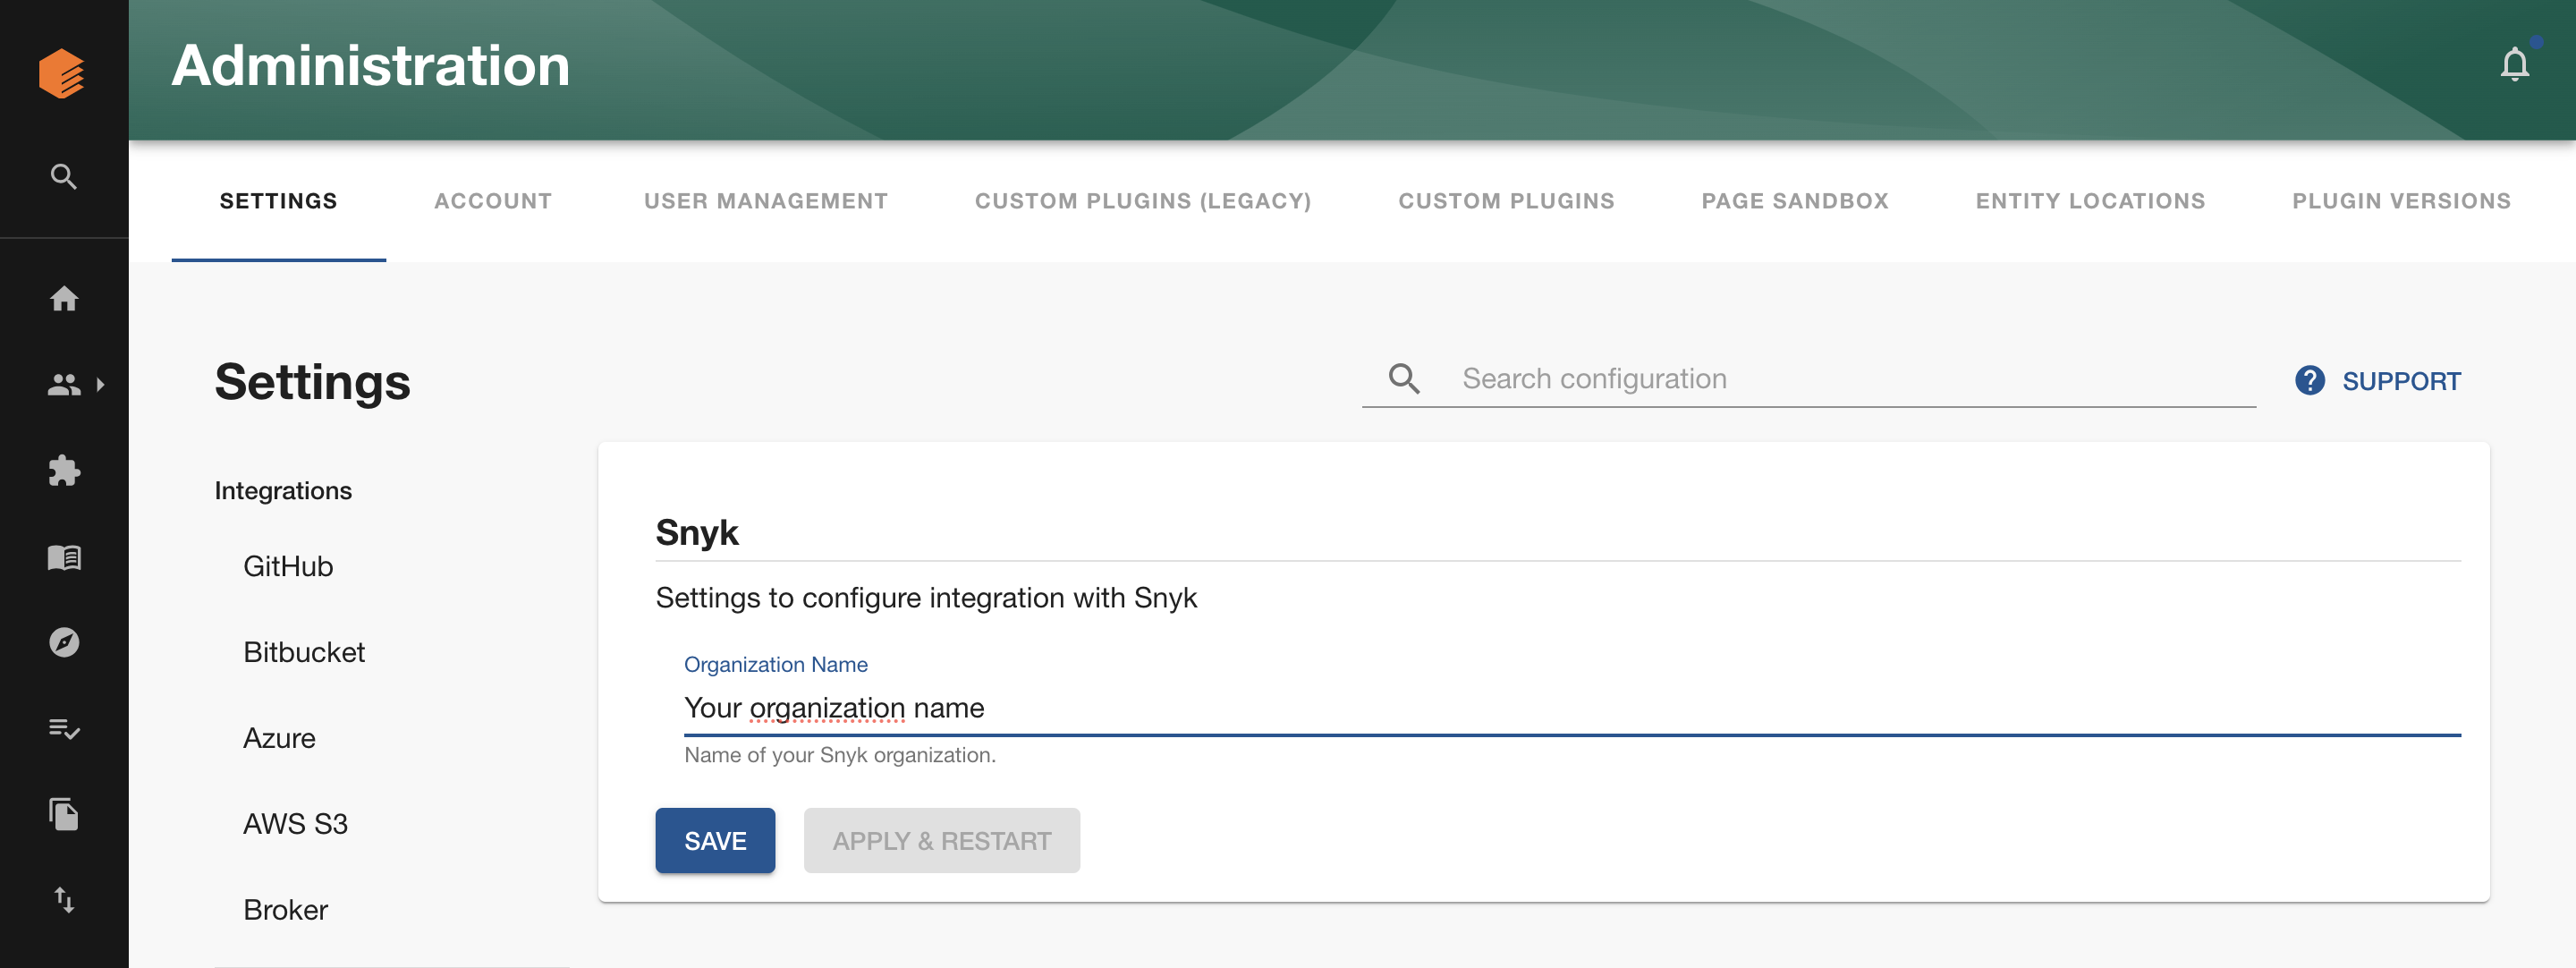 Administration
SETTINGS ACCOUNT USER MANAGEMENT CUSTOM PLUGINS (LEGACY) CUSTOM PLUGINS PAGE SANDBOX ENTITY LOCATIONS PLUGIN VERSIONS
Settings
Search configuration
SUPPORT
Integrations
GitHub
Bitbucket
Azure
AWS S3
Broker
Snyk
Settings to configure integration with Snyk
Organization Name
Your organization name
Name of your Snyk organization.
SAVE APPLY & RESTART